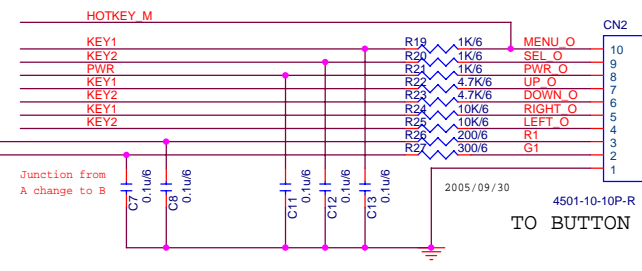 HOTKEY_M
CN2
KEY1 R19 1K/6 MENU_O 10
KEY2 R20 1K/6 SEL_O 9
PWR R21 1K/6 PWR_O 8
KEY1 R22 4.7K/6 UP_O 7
KEY2 R23 4.7K/6 DOWN_O 6
KEY1 R24 10K/6 RIGHT_O 5
KEY2 R25 10K/6 LEFT_O 4
R26 200/6 R1 3
R27 300/6 G1 2
1
Junction from
A change to B
C7 0.1u/6
C8 0.1u/6
C11 0.1u/6
C12 0.1u/6
C13 0.1u/6
2005/09/30
4501-10-10P-R
TO BUTTON